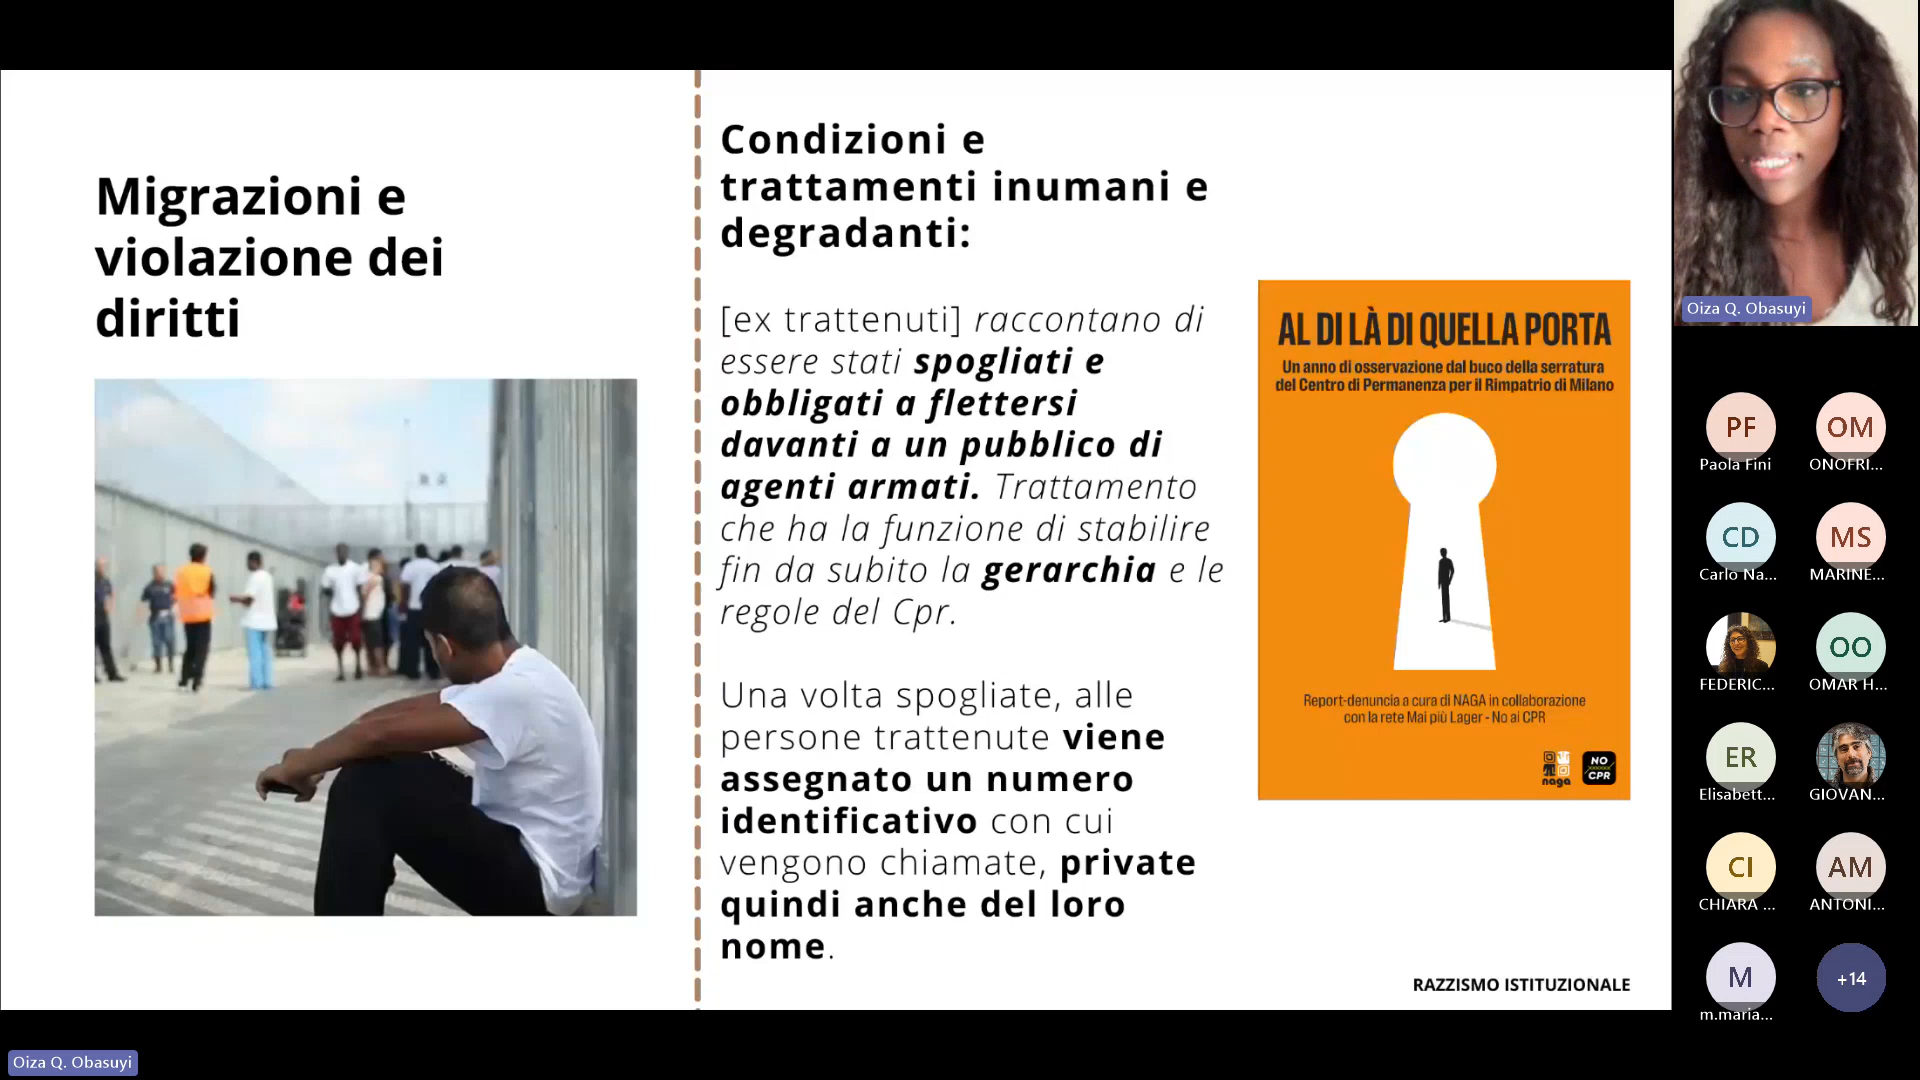 Migrazioni e
violazione dei
diritti
Condizioni e
trattamenti inumani e
degradanti:
[ex trattenuti] raccontano di
essere stati spogliati e
obbligati a flettersi
davanti a un pubblico di
agenti armati. Trattamento
che ha la funzione di stabilire
fin da subito la gerarchia e le
regole del Cpr.
Una volta spogliate, alle
persone trattenute viene
assegnato un numero
identificativo con cui
vengono chiamate, private
quindi anche del loro
nome.
AL DI LÀ DI QUELLA PORTA
Un anno di osservazione dal buco della serratura
del Centro di Permanenza per il Rimpatrio di Milano
Report-denuncia a cura di NAGA in collaborazione
con la rete Mai più Lager - No ai CPR
naga
NO
CPR
RAZZISMO ISTITUZIONALE
Oiza Q. Obasuyi
PF
Paola Fini
OM
ONOFRI...
CD
Carlo Na...
MS
MARINE...
FEDERIC...
OO
OMAR H...
ER
Elisabett...
GIOVAN...
CI
CHIARA ...
AM
ANTONI...
M
m.maria...
+14
Oiza Q. Obasuyi